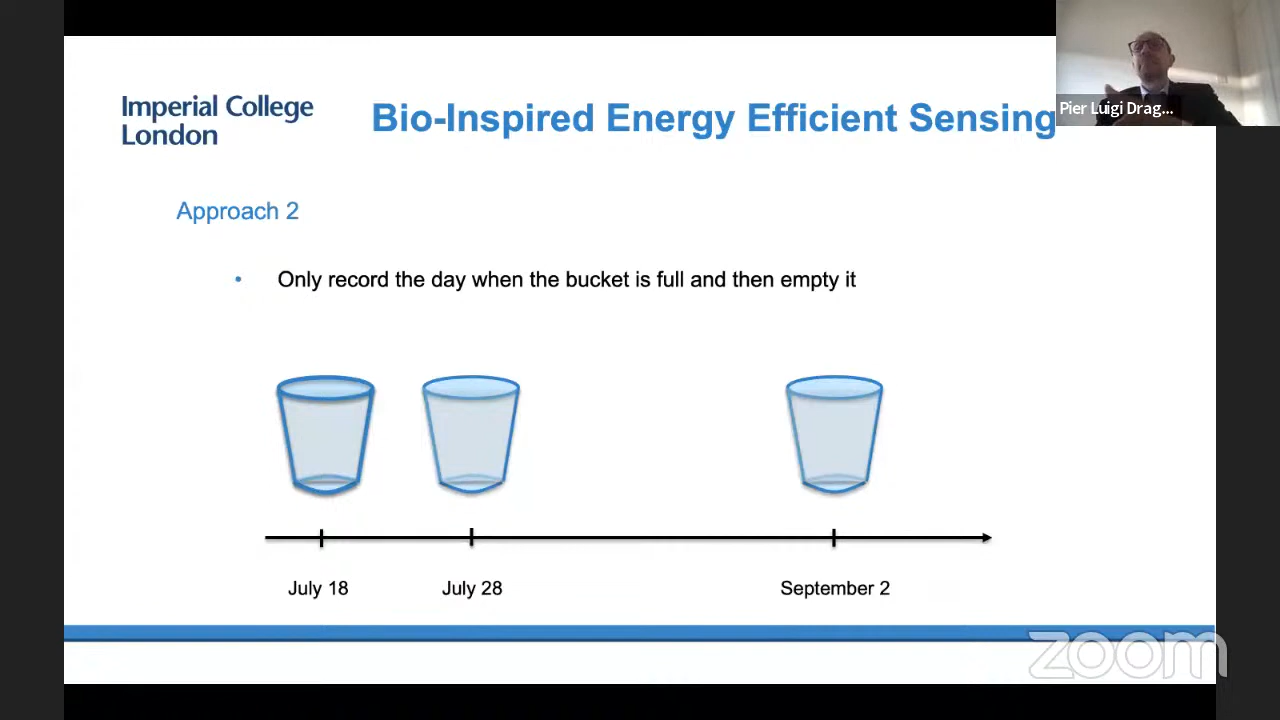 Imperial College
London
Bio-Inspired Energy Efficient Sensing
Pier Luigi Drag...
Approach 2
• Only record the day when the bucket is full and then empty it
July 18
July 28
September 2
zoom